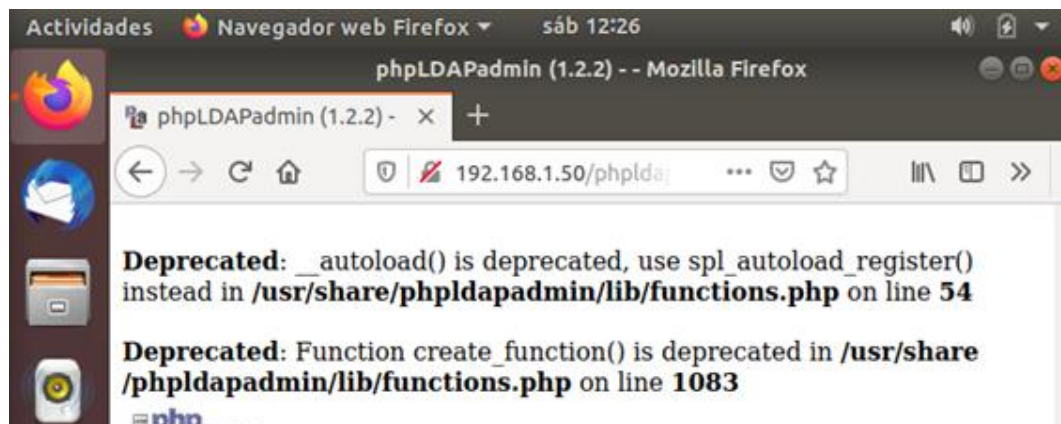 Actividades Navegador web Firefox sáb 12:26
phpLDAPadmin (1.2.2) - - Mozilla Firefox
phpLDAPadmin (1.2.2) -
192.168.1.50/phplda
Deprecated: __autoload() is deprecated, use spl_autoload_register()
instead in /usr/share/phpldapadmin/lib/functions.php on line 54
Deprecated: Function create_function() is deprecated in /usr/share
/phpldapadmin/lib/functions.php on line 1083
php